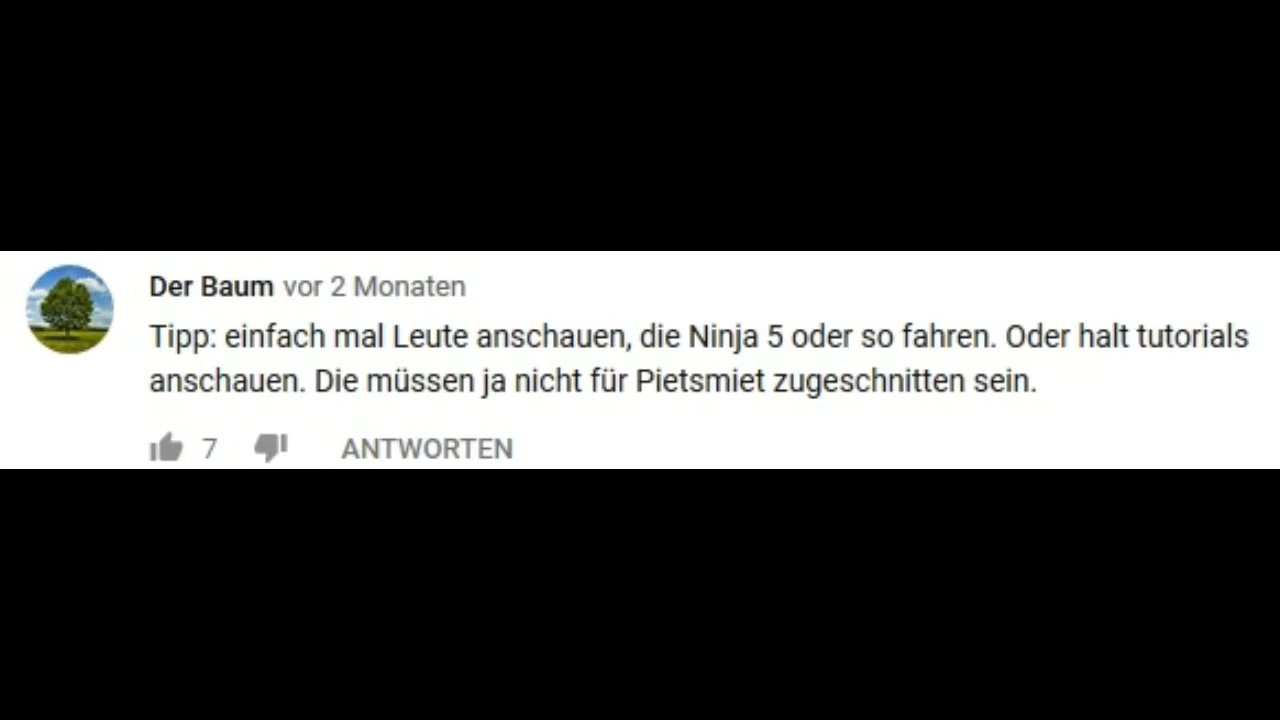 Der Baum vor 2 Monaten
Tipp: einfach mal Leute anschauen, die Ninja 5 oder so fahren. Oder halt tutorials
anschauen. Die müssen ja nicht für Pietsmiet zugeschnitten sein.
7 ANTWORTEN